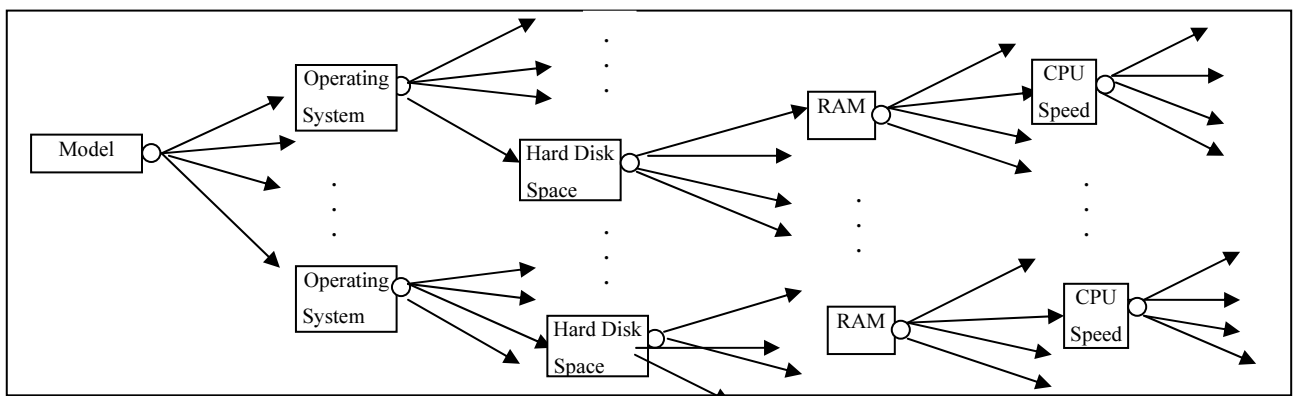 Model
Operating
System
Hard Disk
Space
RAM
CPU
Speed
Operating
System
Hard Disk
Space
RAM
CPU
Speed